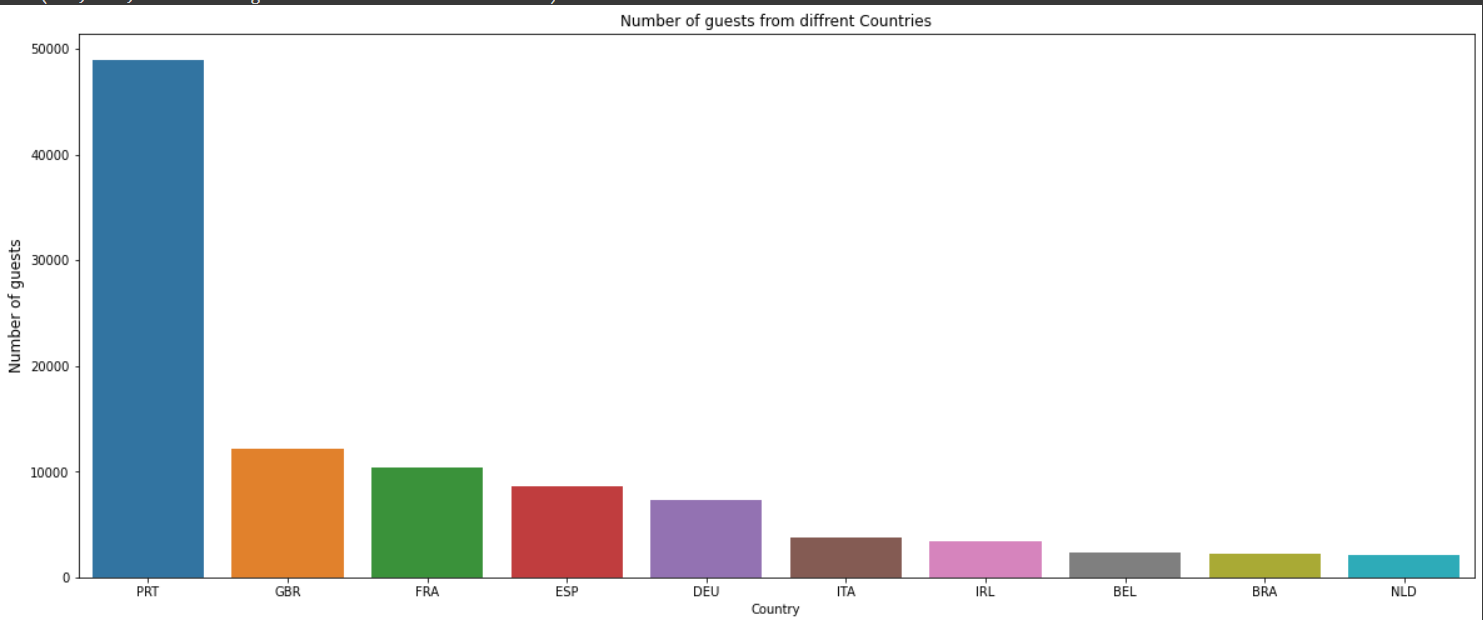 Number of guests from diffrent Countries
Number of guests
50000
40000
30000
20000
10000
0
PRT GBR FRA ESP DEU ITA IRL BEL BRA NLD
Country